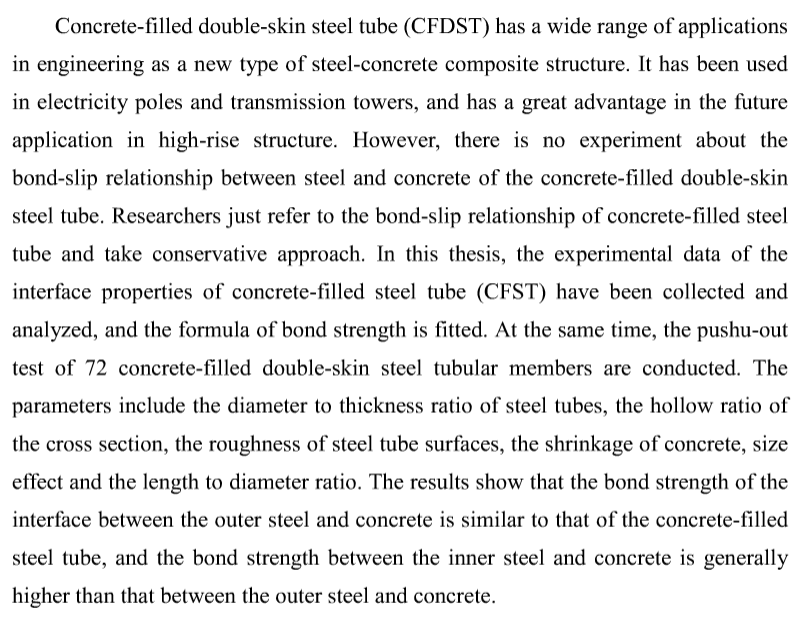 Concrete-filled double-skin steel tube (CFDST) has a wide range of applications
in engineering as a new type of steel-concrete composite structure. It has been used
in electricity poles and transmission towers, and has a great advantage in the future
application in high-rise structure. However, there is no experiment about the
bond-slip relationship between steel and concrete of the concrete-filled double-skin
steel tube. Researchers just refer to the bond-slip relationship of concrete-filled steel
tube and take conservative approach. In this thesis, the experimental data of the
interface properties of concrete-filled steel tube (CFST) have been collected and
analyzed, and the formula of bond strength is fitted. At the same time, the pushu-out
test of 72 concrete-filled double-skin steel tubular members are conducted. The
parameters include the diameter to thickness ratio of steel tubes, the hollow ratio of
the cross section, the roughness of steel tube surfaces, the shrinkage of concrete, size
effect and the length to diameter ratio. The results show that the bond strength of the
interface between the outer steel and concrete is similar to that of the concrete-filled
steel tube, and the bond strength between the inner steel and concrete is generally
higher than that between the outer steel and concrete.